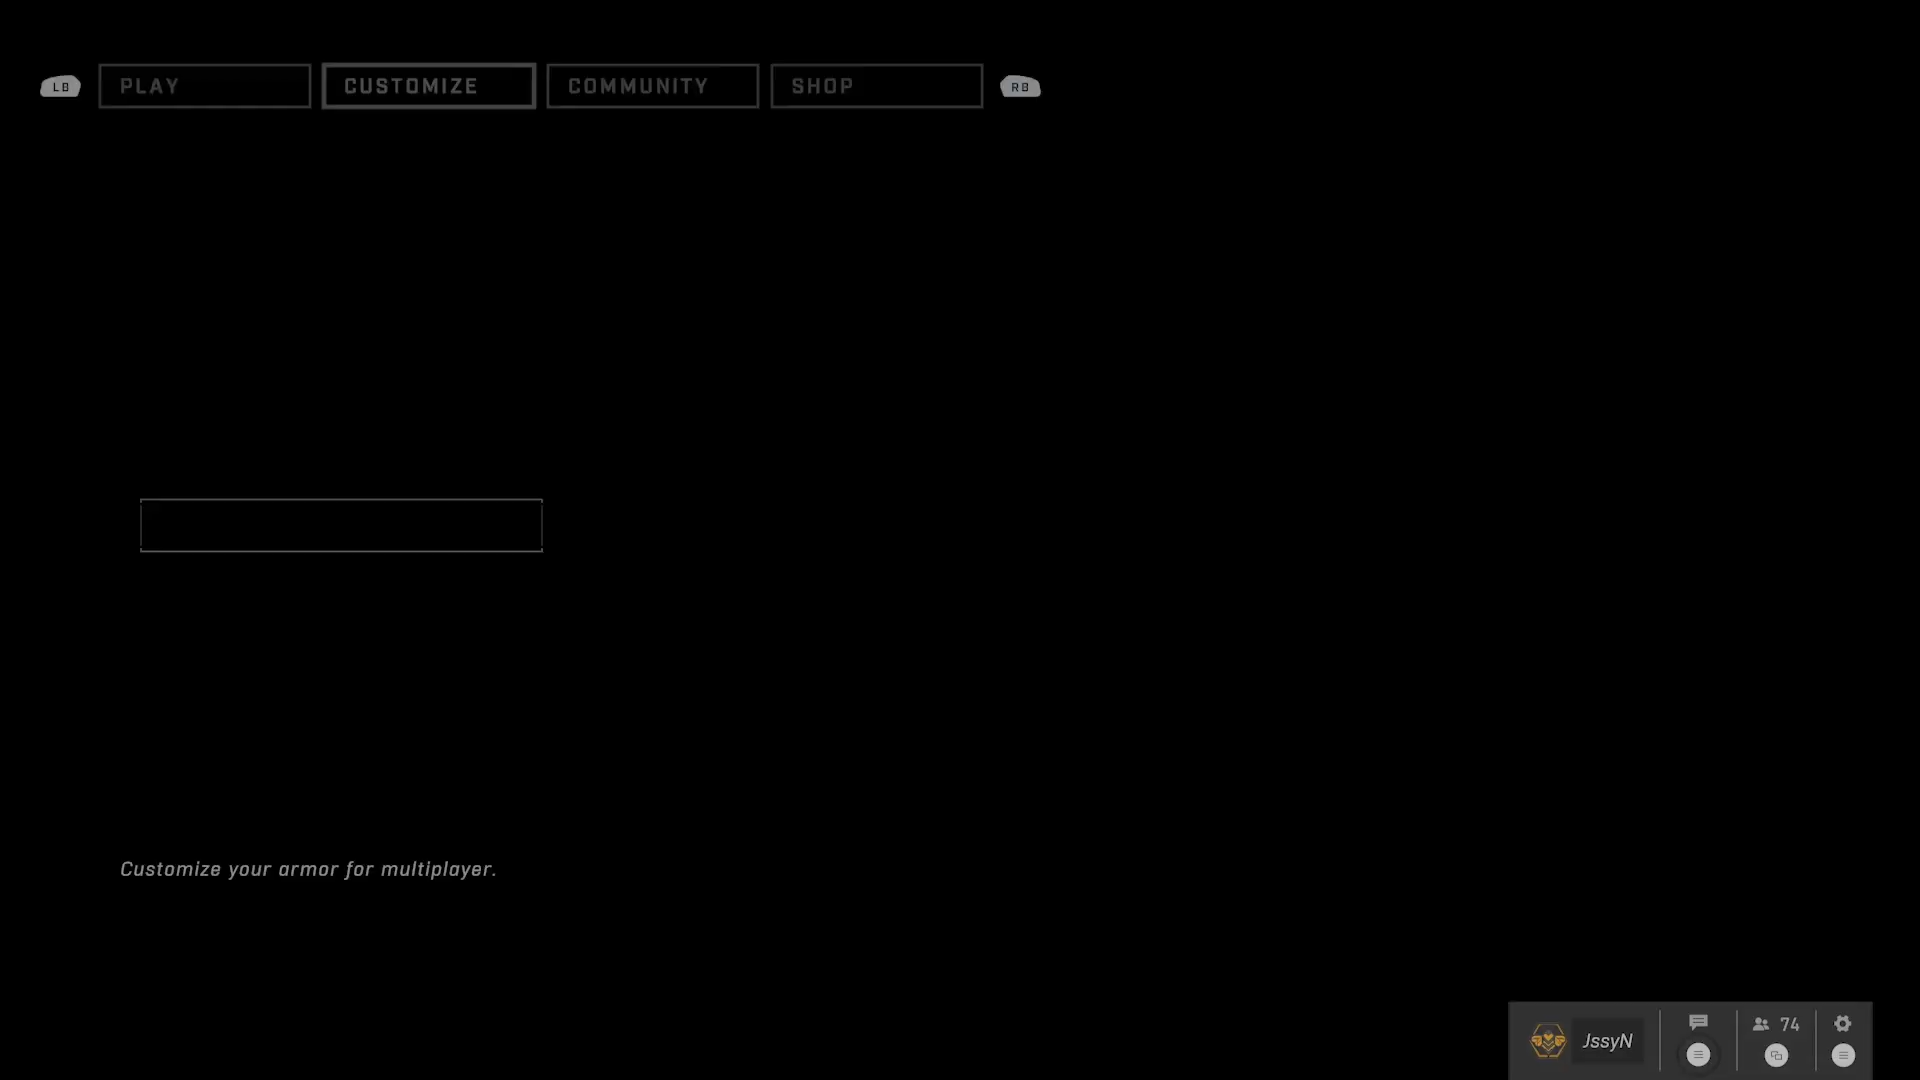 LB
PLAY
CUSTOMIZE
COMMUNITY
SHOP
RB
Customize your armor for multiplayer.
JssyN
74